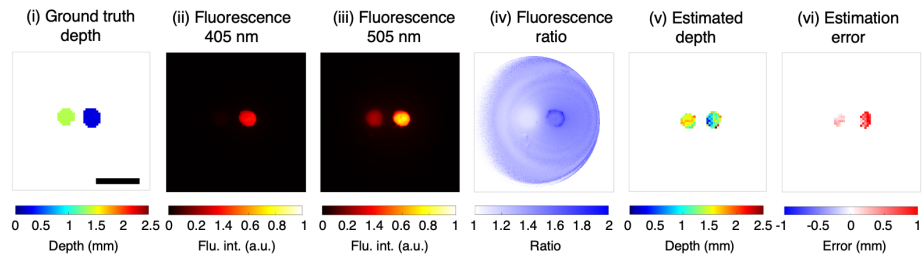 (i) Ground truth
depth
(ii) Fluorescence
405 nm
(iii) Fluorescence
505 nm
(iv) Fluorescence
ratio
(v) Estimated
depth
(vi) Estimation
error
0 0.5 1 1.5 2 2.5
Depth (mm)
0 0.2 1.4 0.6 0.8 1
Flu. int. (a.u.)
0 0.2 1.4 0.6 0.8 1
Flu. int. (a.u.)
1 1.2 1.4 1.6 1.8 2
Ratio
0 0.5 1 1.5 2 2.5
Depth (mm)
-1 -0.5 0 0.5 1
Error (mm)